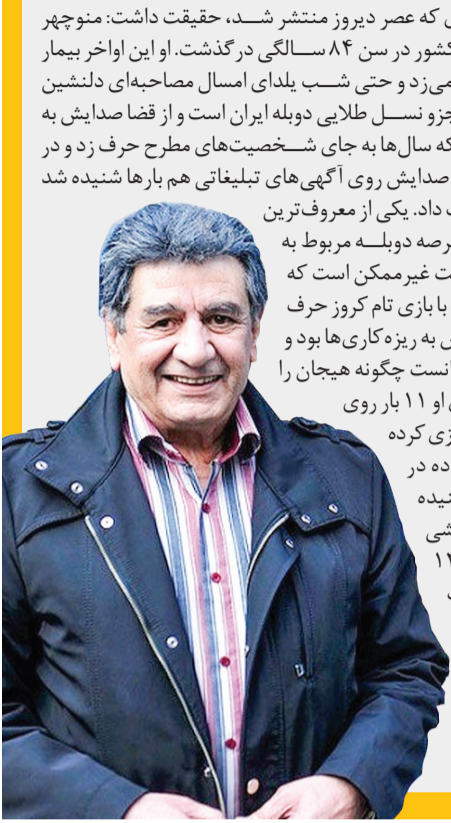 که عصر دیروز منتشر شد، حقیقت داشت: منوچهر
کشور در سن ۸۴ سالگی درگذشت. او این اواخر بیمار
می‌زد و حتی شب یلدای امسال مصاحبه‌ای دلنشین
جزو نسل طلایی دوبله ایران است و از قضا صدایش به
که سال‌ها به جای شخصیت‌های مطرح حرف زد و در
صدایش روی آگهی‌های تبلیغاتی هم بارها شنیده شد
داد. یکی از معروف‌ترین
دوبله مربوط به
غیرممکن است که
با بازی تام کروز حرف
به ریزه‌کاری‌ها بود و
چگونه هیجان را
او ۱۱ بار روی
کرده
در